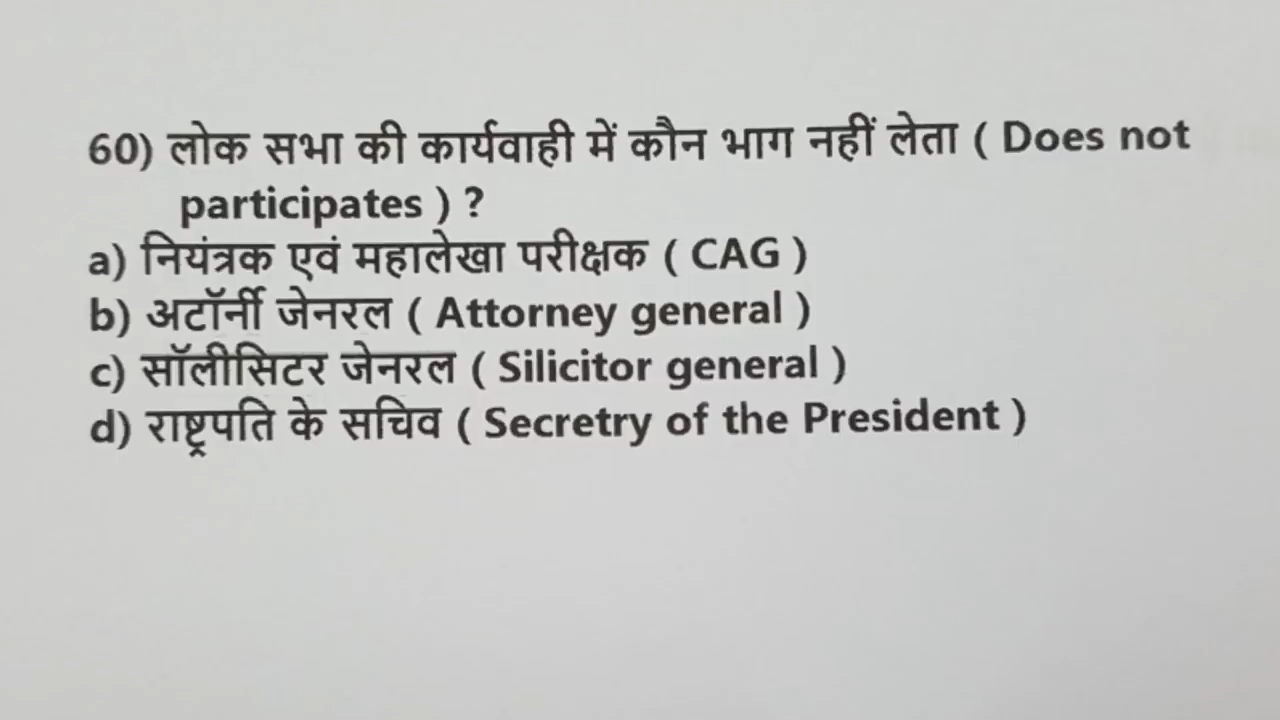 60) लोक सभा की कार्यवाही में कौन भाग नहीं लेता ( Does not
participates ) ?
a) नियंत्रक एवं महालेखा परीक्षक ( CAG )
b) अटॉर्नी जेनरल ( Attorney general )
c) सॉलीसिटर जेनरल ( Silicitor general )
d) राष्ट्रपति के सचिव ( Secretry of the President )